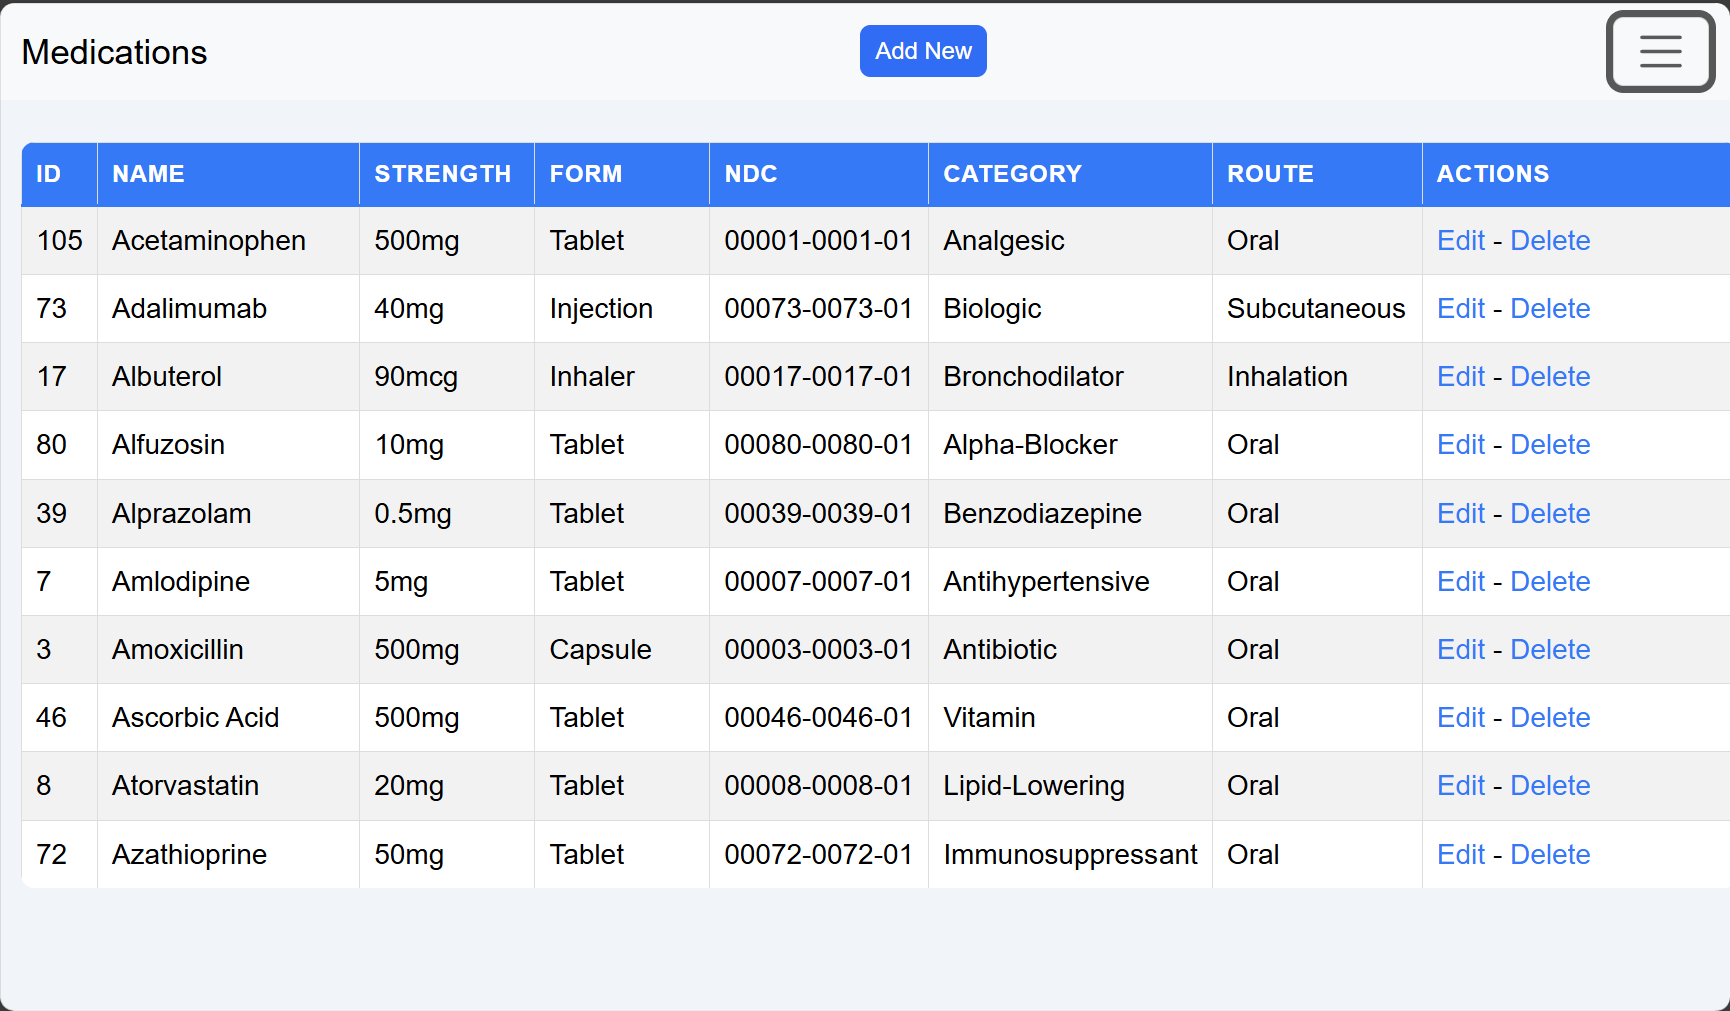 Medications
Add New
ID NAME STRENGTH FORM NDC CATEGORY ROUTE ACTIONS
105 Acetaminophen 500mg Tablet 00001-0001-01 Analgesic Oral Edit - Delete
73 Adalimumab 40mg Injection 00073-0073-01 Biologic Subcutaneous Edit - Delete
17 Albuterol 90mcg Inhaler 00017-0017-01 Bronchodilator Inhalation Edit - Delete
80 Alfuzosin 10mg Tablet 00080-0080-01 Alpha-Blocker Oral Edit - Delete
39 Alprazolam 0.5mg Tablet 00039-0039-01 Benzodiazepine Oral Edit - Delete
7 Amlodipine 5mg Tablet 00007-0007-01 Antihypertensive Oral Edit - Delete
3 Amoxicillin 500mg Capsule 00003-0003-01 Antibiotic Oral Edit - Delete
46 Ascorbic Acid 500mg Tablet 00046-0046-01 Vitamin Oral Edit - Delete
8 Atorvastatin 20mg Tablet 00008-0008-01 Lipid-Lowering Oral Edit - Delete
72 Azathioprine 50mg Tablet 00072-0072-01 Immunosuppressant Oral Edit - Delete